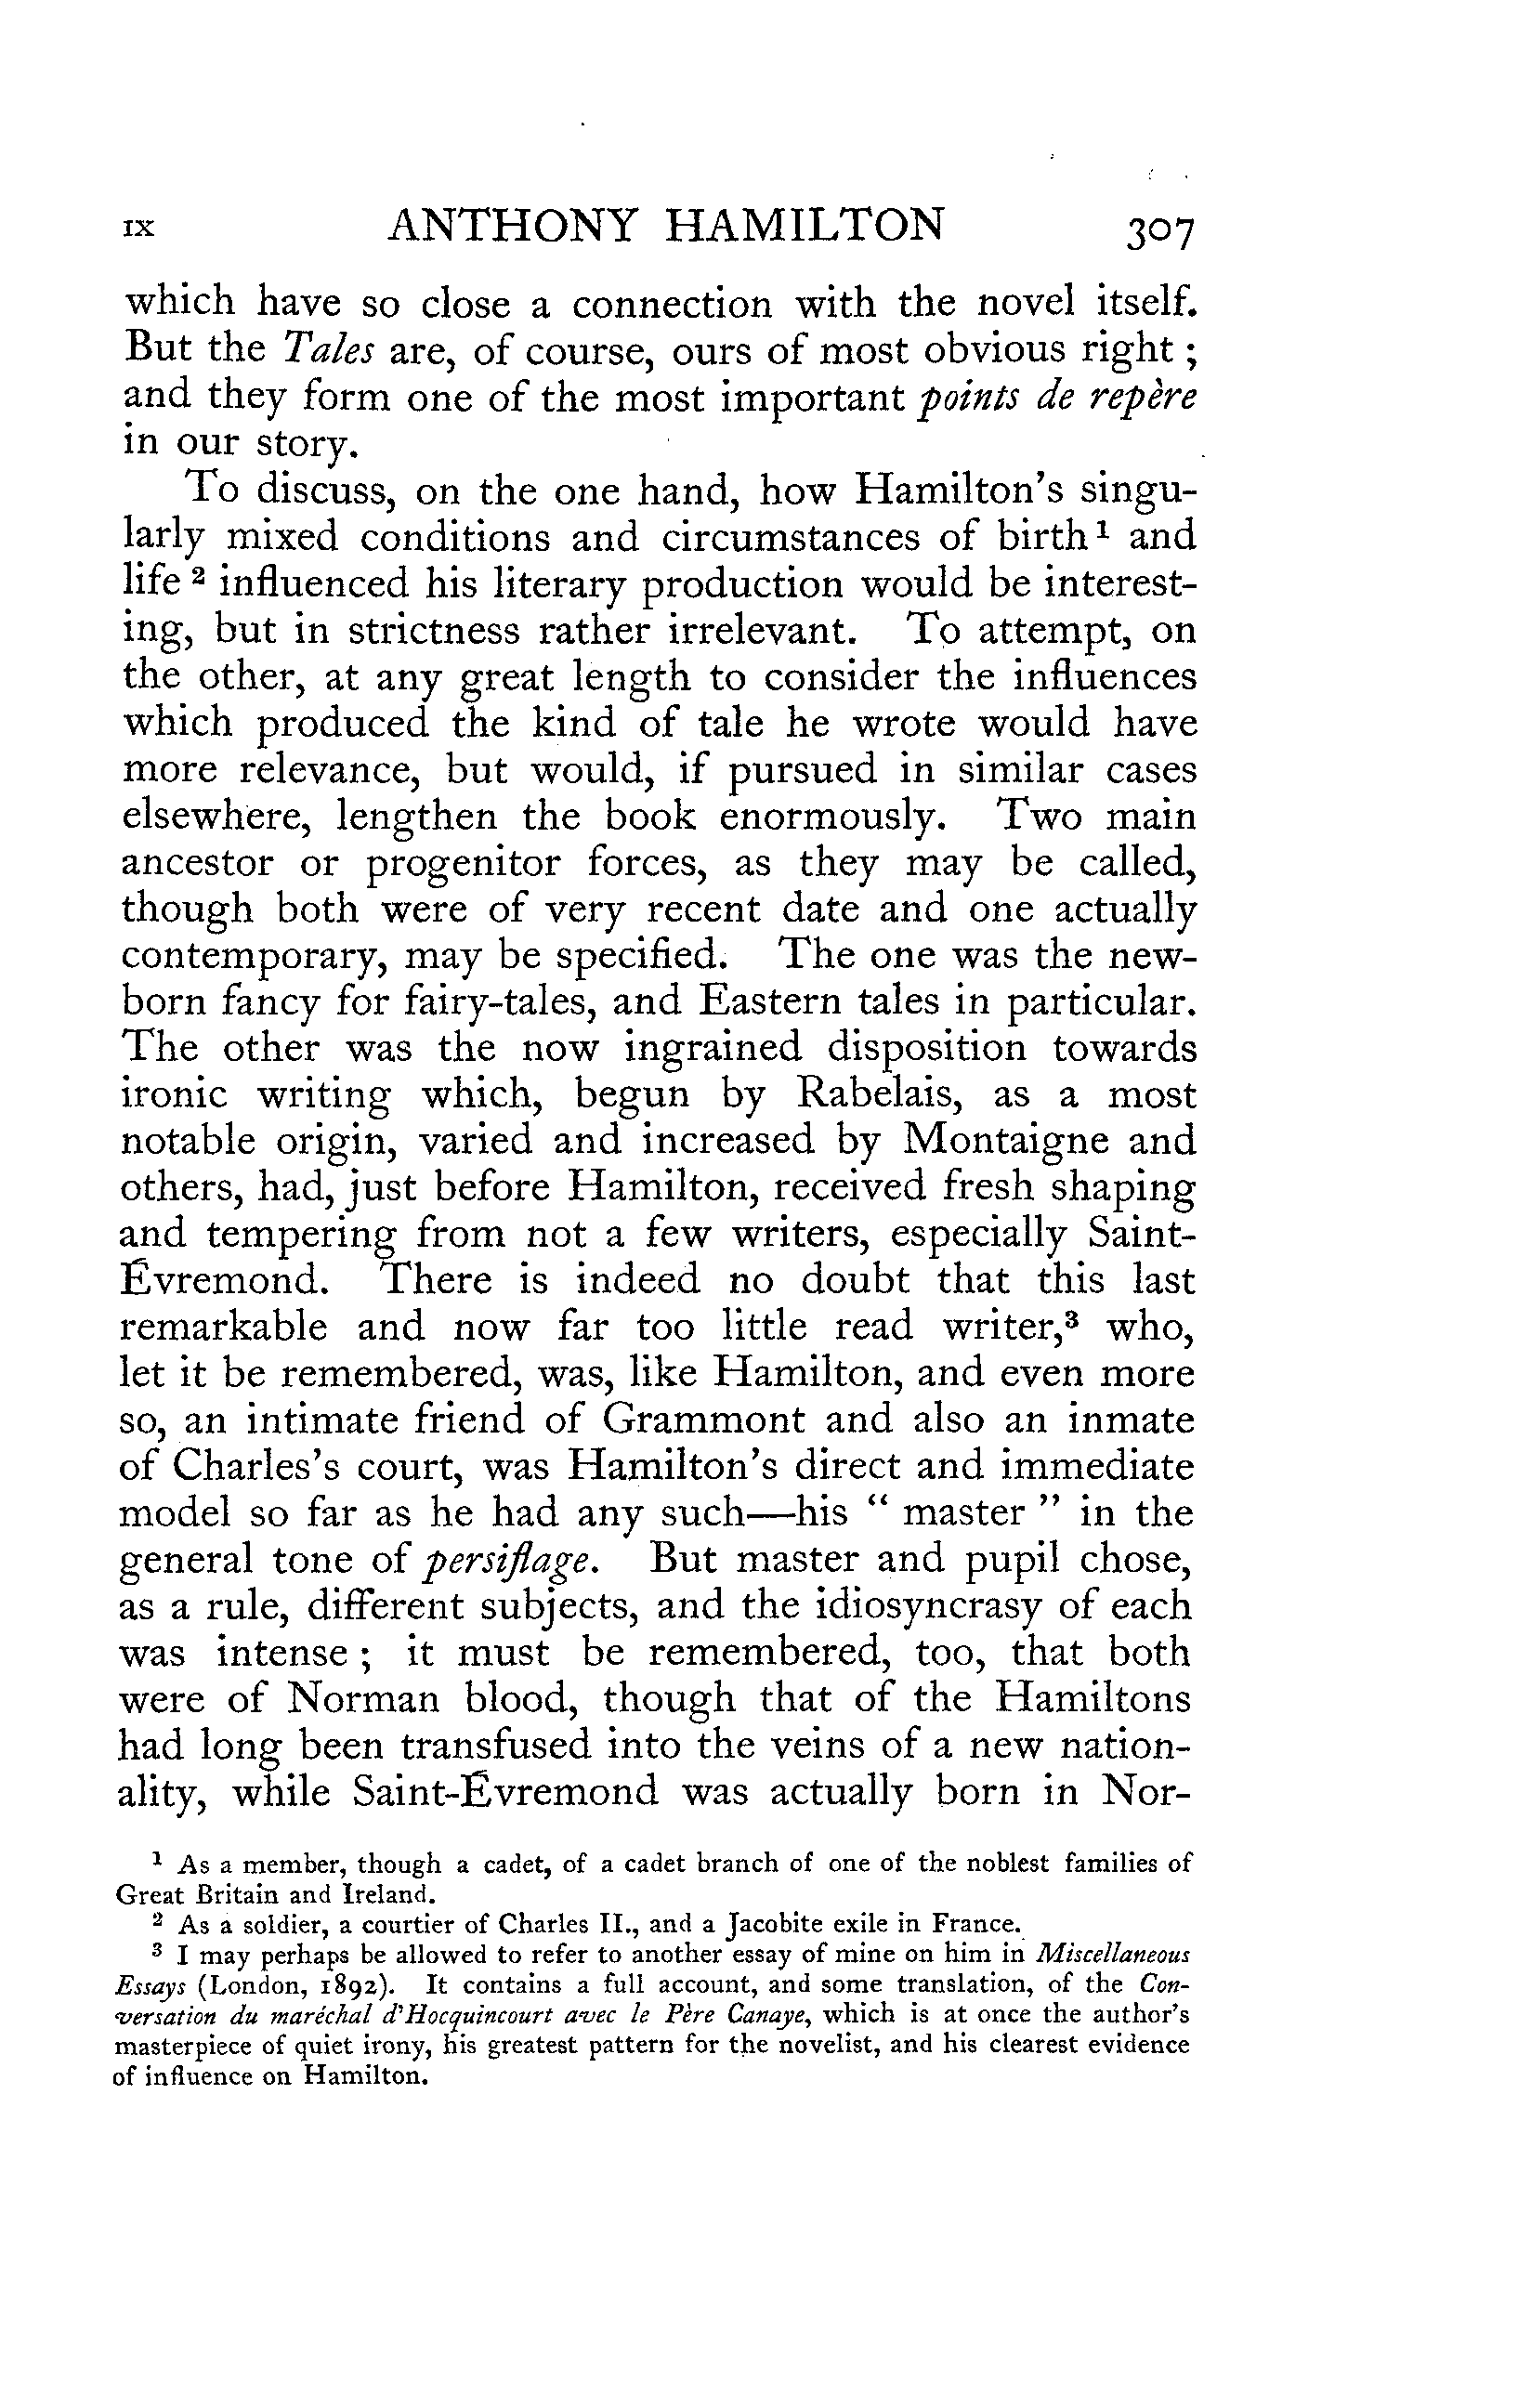 IX ANTHONY HAMILTON 307
which have so close a connection with the novel itself.
But the Tales are, of course, ours of most obvious right ;
and they form one of the most important points de repère
in our story.
To discuss, on the one hand, how Hamilton's singu-
larly mixed conditions and circumstances of birth¹ and
life² influenced his literary production would be interest-
ing, but in strictness rather irrelevant. To attempt, on
the other, at any great length to consider the influences
which produced the kind of tale he wrote would have
more relevance, but would, if pursued in similar cases
elsewhere, lengthen the book enormously. Two main
ancestor or progenitor forces, as they may be called,
though both were of very recent date and one actually
contemporary, may be specified. The one was the new-
born fancy for fairy-tales, and Eastern tales in particular.
The other was the now ingrained disposition towards
ironic writing which, begun by Rabelais, as a most
notable origin, varied and increased by Montaigne and
others, had, just before Hamilton, received fresh shaping
and tempering from not a few writers, especially Saint-
Évremond. There is indeed no doubt that this last
remarkable and now far too little read writer,³ who,
let it be remembered, was, like Hamilton, and even more
so, an intimate friend of Grammont and also an inmate
of Charles's court, was Hamilton's direct and immediate
model so far as he had any such—his " master " in the
general tone of persiflage. But master and pupil chose,
as a rule, different subjects, and the idiosyncrasy of each
was intense ; it must be remembered, too, that both
were of Norman blood, though that of the Hamiltons
had long been transfused into the veins of a new nation-
ality, while Saint-Évremond was actually born in Nor-
¹ As a member, though a cadet, of a cadet branch of one of the noblest families of
Great Britain and Ireland.
² As a soldier, a courtier of Charles II., and a Jacobite exile in France.
³ I may perhaps be allowed to refer to another essay of mine on him in Miscellaneous
Essays (London, 1892). It contains a full account, and some translation, of the Con-
versation du maréchal d'Hocquincourt avec le Père Canaye, which is at once the author's
masterpiece of quiet irony, his greatest pattern for the novelist, and his clearest evidence
of influence on Hamilton.